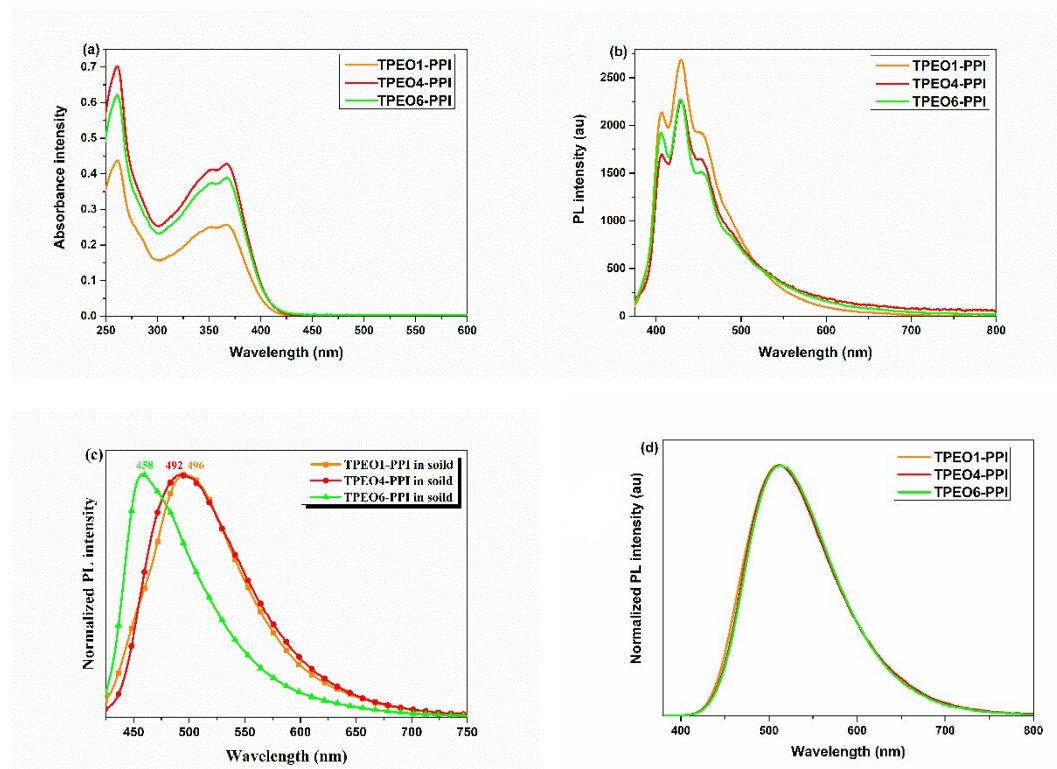 (a)
TPEO1-PPI
TPEO4-PPI
TPEO6-PPI
Absorbance intensity
0.7
0.6
0.5
0.4
0.3
0.2
0.1
0.0
250 300 350 400 450 500 550 600
Wavelength (nm)
(b)
TPEO1-PPI
TPEO4-PPI
TPEO6-PPI
PL intensity (au)
2500
2000
1500
1000
500
0
400 500 600 700 800
Wavelength (nm)
(c)
458 492 496
TPEO1-PPI in soild
TPEO4-PPI in soild
TPEO6-PPI in soild
Normalized PL intensity
450 500 550 600 650 700 750
Wavelength (nm)
(d)
TPEO1-PPI
TPEO4-PPI
TPEO6-PPI
Normalized PL intensity (au)
400 500 600 700 800
Wavelength (nm)